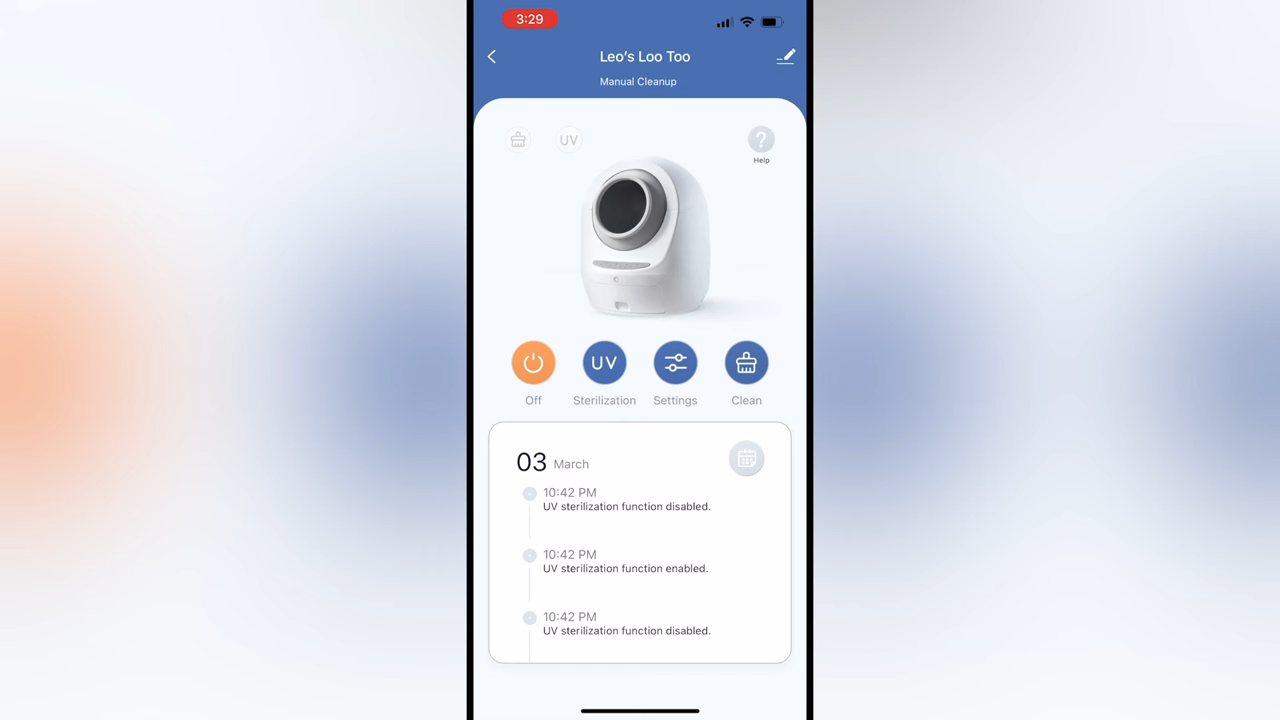 3:29
Leo's Loo Too
Manual Cleanup
UV
?
Help
UV
Off
Sterilization
Settings
Clean
03 March
10:42 PM
UV sterilization function disabled.
10:42 PM
UV sterilization function enabled.
10:42 PM
UV sterilization function disabled.